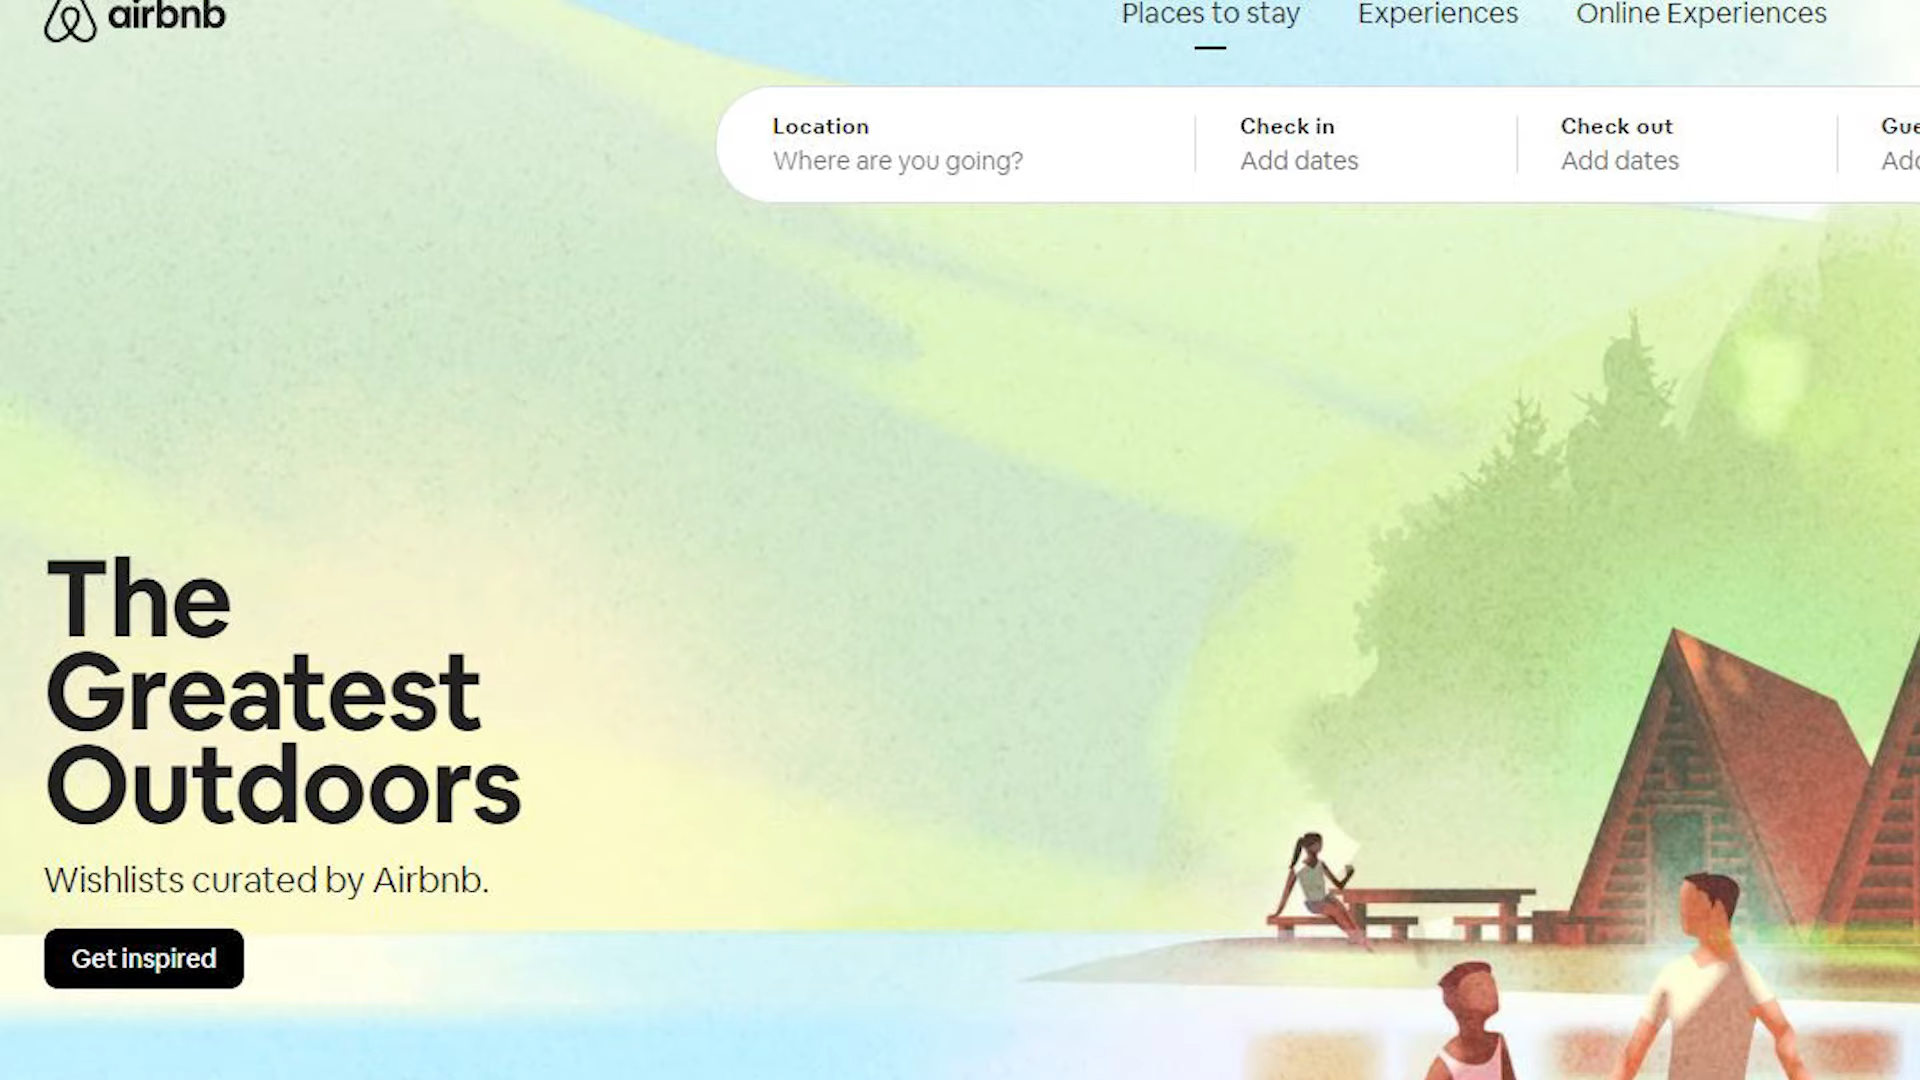 airbnb
Places to stay Experiences Online Experiences
Location Check in Check out
Where are you going? Add dates Add dates
The
Greatest
Outdoors
Wishlists curated by Airbnb.
Get inspired